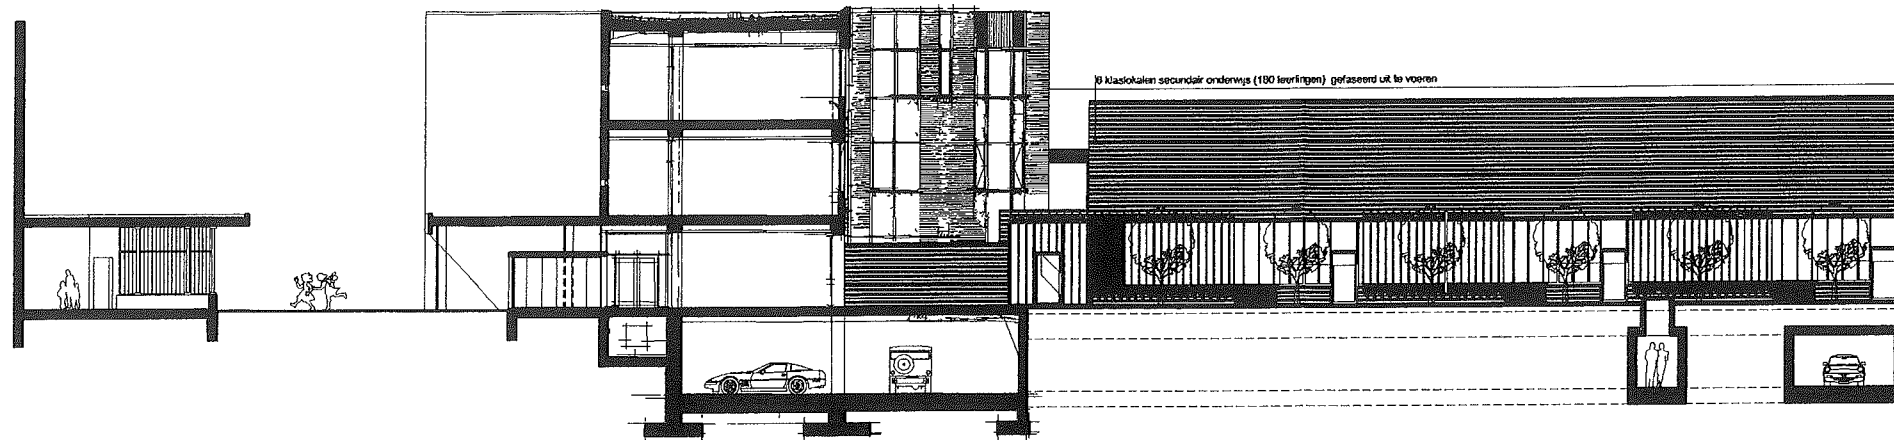 6 klaslokalen secundair onderwijs (180 leerlingen) gefaseerd uit te voeren